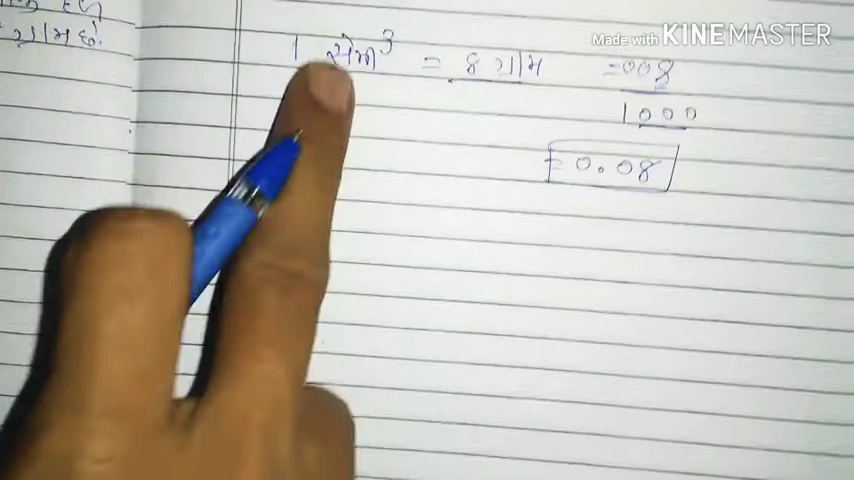 ગ્રામ છે.
1 સેમી³ = 8 ગ્રામ = 008
1000
= 0.08
Made with KINEMASTER